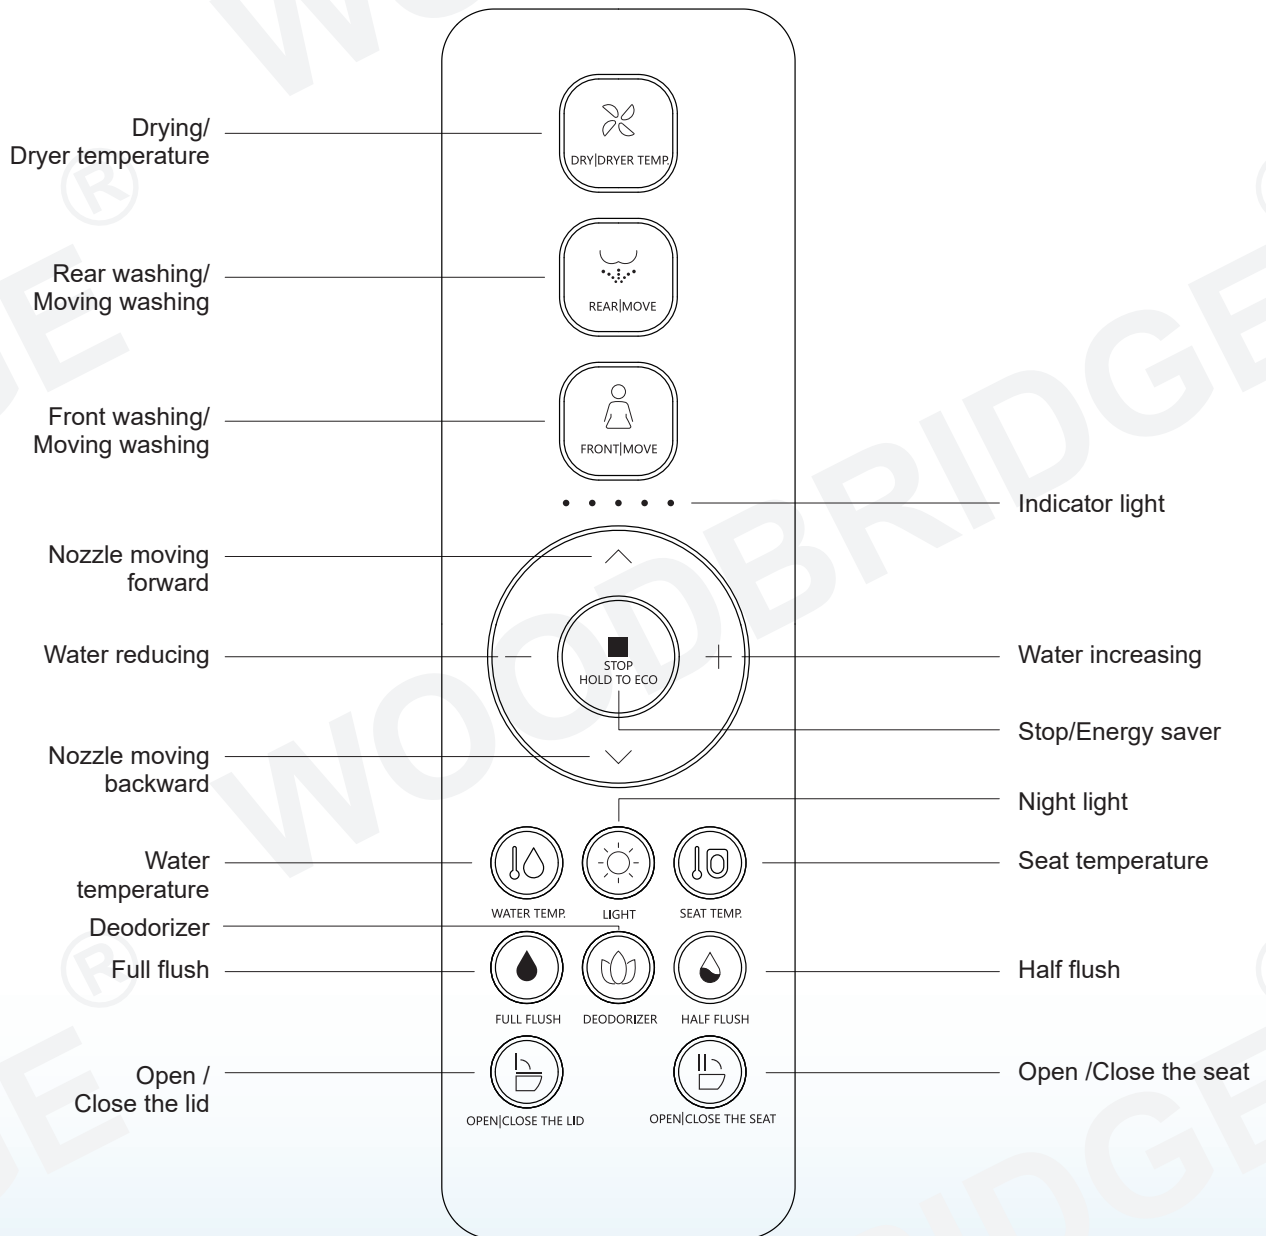 Drying/
Dryer temperature
DRY|DRYER TEMP.
Rear washing/
Moving washing
REAR|MOVE
Front washing/
Moving washing
FRONT|MOVE
Indicator light
Nozzle moving
forward
Water reducing
STOP
HOLD TO ECO
Water increasing
Stop/Energy saver
Nozzle moving
backward
Night light
Water
temperature
Seat temperature
WATER TEMP.
LIGHT
SEAT TEMP.
Deodorizer
Full flush
Half flush
FULL FLUSH
DEODORIZER
HALF FLUSH
Open /
Close the lid
Open /Close the seat
OPEN|CLOSE THE LID
OPEN|CLOSE THE SEAT
WOODBRIDGE
®